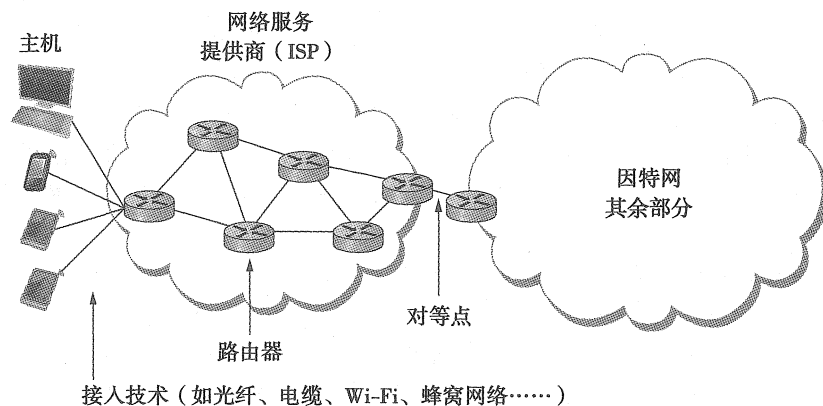 网络服务
提供商（ISP）
主机
因特网
其余部分
对等点
路由器
接入技术（如光纤、电缆、Wi-Fi、蜂窝网络……）